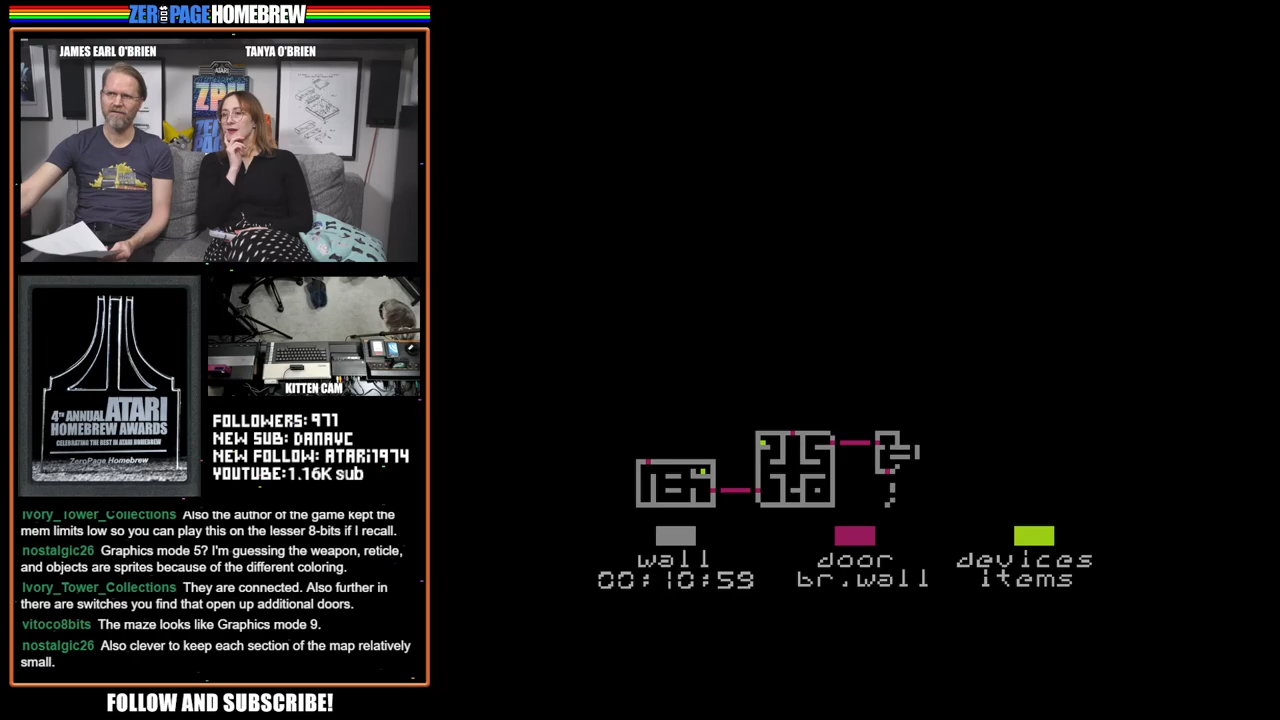 ZERO PAGE HOMEBREW
JAMES EARL O'BRIEN
TANYA O'BRIEN
ATARI
ZPH
4TH ANNUAL ATARI
HOMEBREW AWARDS
CELEBRATING THE BEST IN ATARI HOMEBREW
ZeroPage Homebrew
KITTEN CAM
FOLLOWERS: 971
NEW SUB: DANAYC
NEW FOLLOW: ATARI1974
YOUTUBE:1.16K sub
Ivory_Tower_Collections Also the author of the game kept the
mem limits low so you can play this on the lesser 8-bits if I recall.
nostalgic26 Graphics mode 5? I'm guessing the weapon, reticle,
and objects are sprites because of the different coloring.
Ivory_Tower_Collections They are connected. Also further in
there are switches you find that open up additional doors.
vitoco8bits The maze looks like Graphics mode 9.
nostalgic26 Also clever to keep each section of the map relatively
small.
FOLLOW AND SUBSCRIBE!
wall
door
devices
00:10:59
br.wall
items